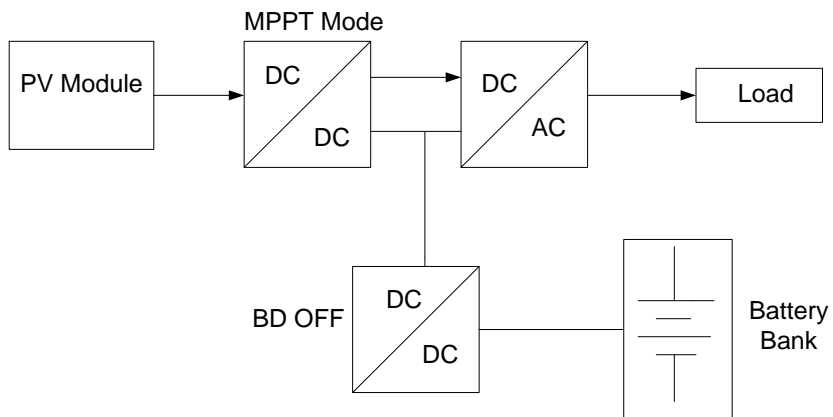 MPPT Mode
PV Module
DC
DC
DC
AC
Load
BD OFF
DC
DC
Battery
Bank